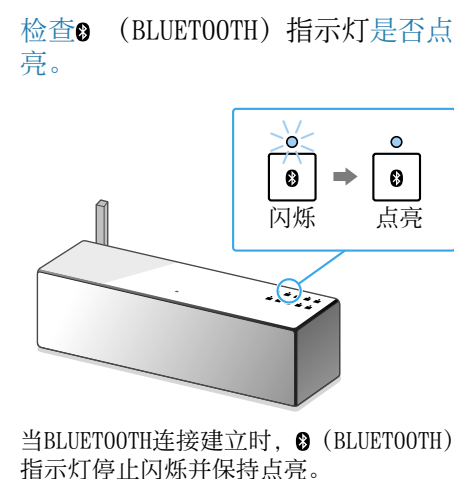 检查 （BLUETOOTH）指示灯是否点
亮。
闪烁
点亮
当BLUETOOTH连接建立时，（BLUETOOTH）
指示灯停止闪烁并保持点亮。